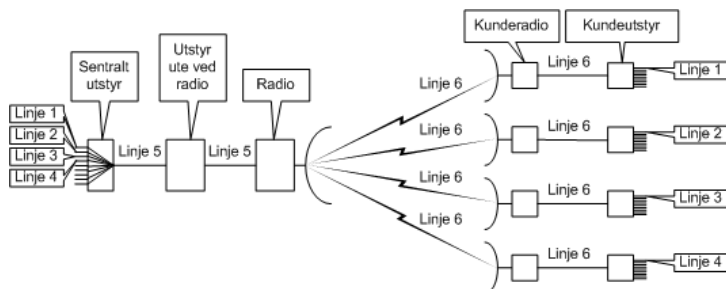 Kunderadio
Kundeutstyr
Sentralt
utstyr
Utstyr
ute ved
radio
Radio
Linje 1
Linje 2
Linje 3
Linje 4
Linje 5
Linje 5
Linje 6
Linje 6
Linje 6
Linje 6
Linje 6
Linje 1
Linje 6
Linje 2
Linje 6
Linje 3
Linje 6
Linje 4